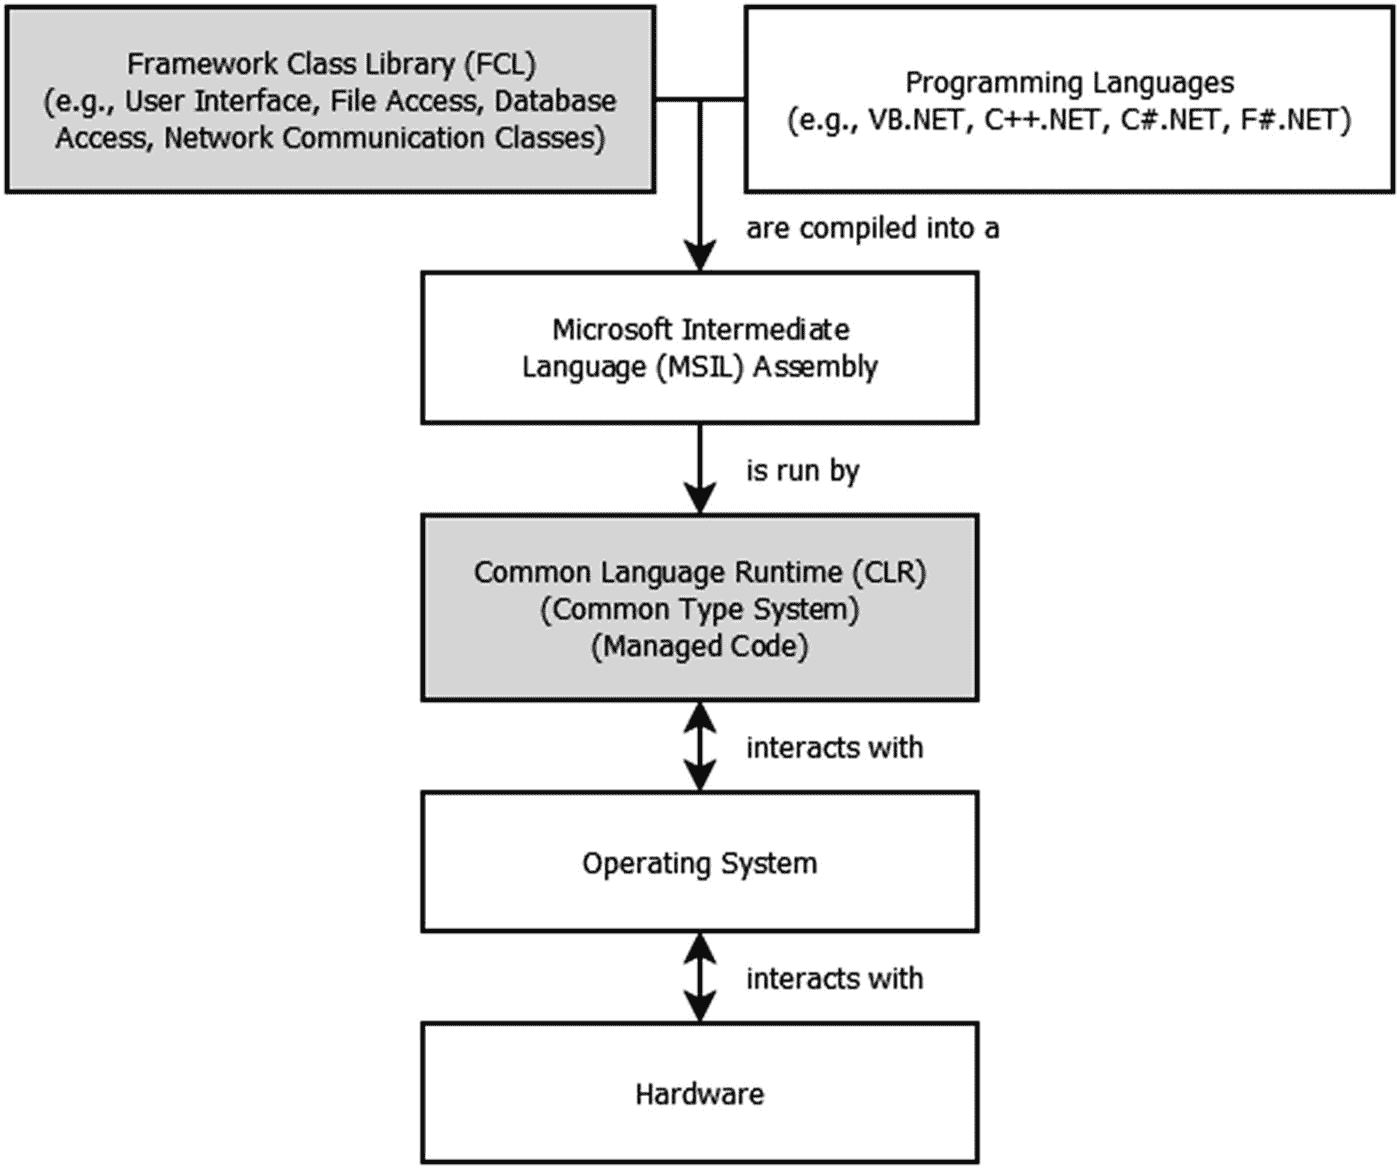 Framework Class Library (FCL)
(e.g., User Interface, File Access, Database
Access, Network Communication Classes)
Programming Languages
(e.g., VB.NET, C++.NET, C#.NET, F#.NET)
are compiled into a
Microsoft Intermediate
Language (MSIL) Assembly
is run by
Common Language Runtime (CLR)
(Common Type System)
(Managed Code)
interacts with
Operating System
interacts with
Hardware